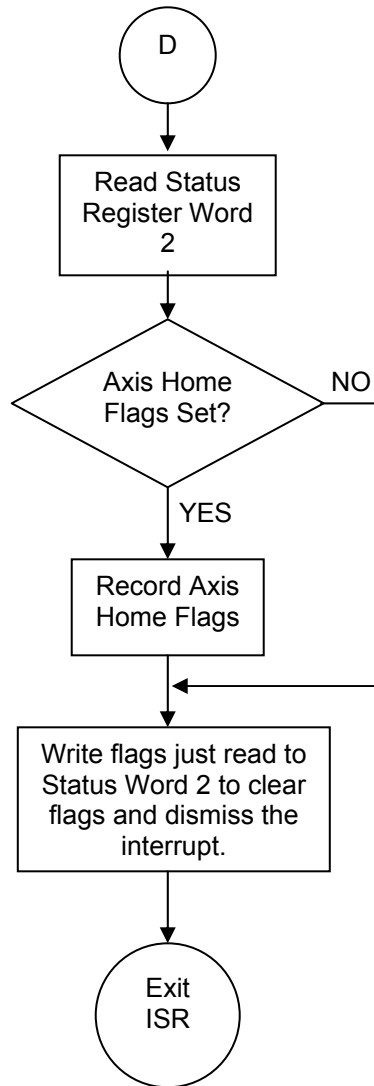 D
Read Status
Register Word
2
Axis Home
Flags Set?
NO
YES
Record Axis
Home Flags
Write flags just read to
Status Word 2 to clear
flags and dismiss the
interrupt.
Exit
ISR